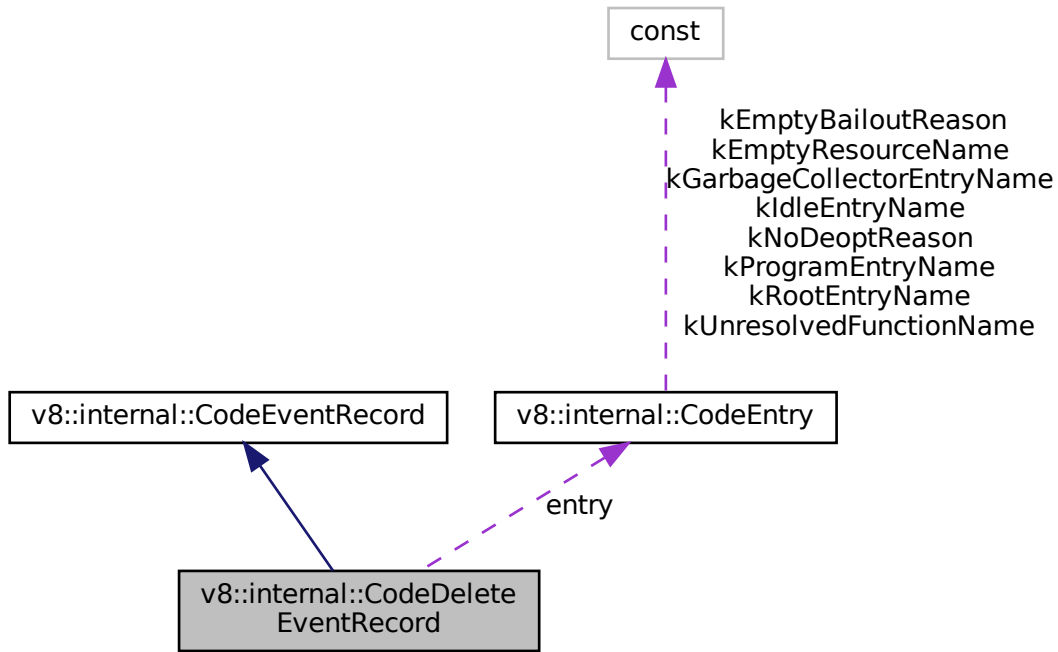 const
kEmptyBailoutReason
kEmptyResourceName
kGarbageCollectorEntryName
kIdleEntryName
kNoDeoptReason
kProgramEntryName
kRootEntryName
kUnresolvedFunctionName
v8::internal::CodeEventRecord
v8::internal::CodeEntry
entry
v8::internal::CodeDelete
EventRecord